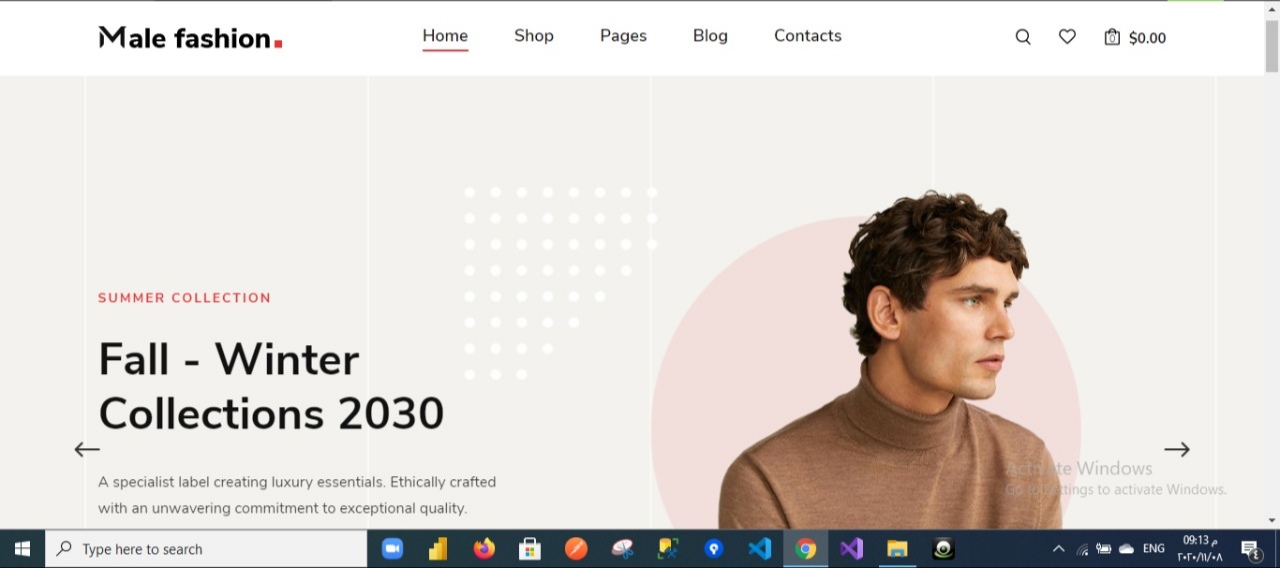 Male fashion.
Home Shop Pages Blog Contacts
$0.00
SUMMER COLLECTION
Fall - Winter
Collections 2030
A specialist label creating luxury essentials. Ethically crafted
with an unwavering commitment to exceptional quality.
Activate Windows
Go to Settings to activate Windows.
Type here to search
ENG
09:13 م
٢٠٢٠/١١/٠٨